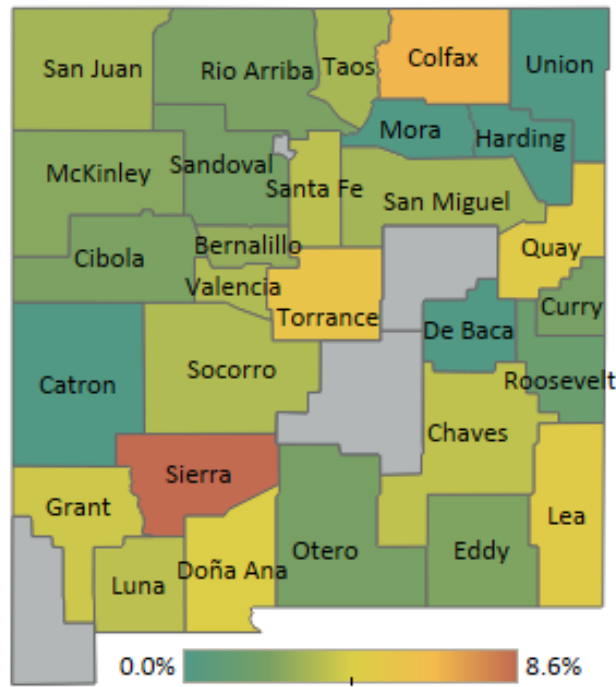 San Juan
Rio Arriba
Taos
Colfax
Union
Mora
Harding
McKinley
Sandoval
Santa Fe
San Miguel
Cibola
Bernalillo
Quay
Valencia
Torrance
Curry
De Baca
Catron
Socorro
Roosevelt
Chaves
Sierra
Grant
Lea
Luna
Doña Ana
Otero
Eddy
0.0%
8.6%